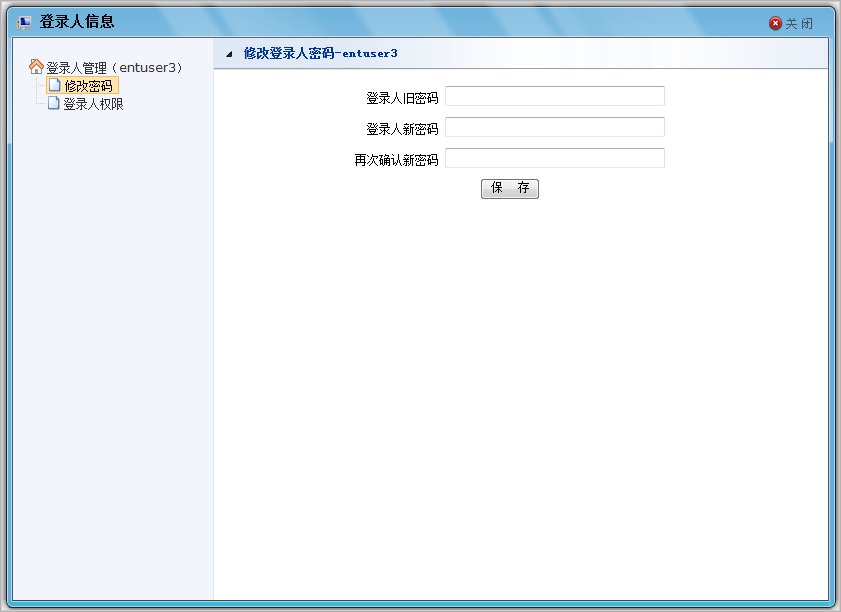 登录人信息
关 闭
登录人管理（entuser3）
修改密码
登录人权限
修改登录人密码-entuser3
登录人旧密码
登录人新密码
再次确认新密码
保 存